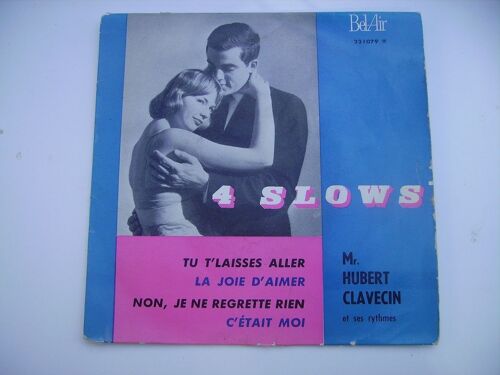 BelAir
221079 M
4 SLOWS
TU T'LAISSES ALLER
LA JOIE D'AIMER
NON, JE NE REGRETTE RIEN
C'ÉTAIT MOI
Mr.
HUBERT
CLAVECIN
et ses rythmes